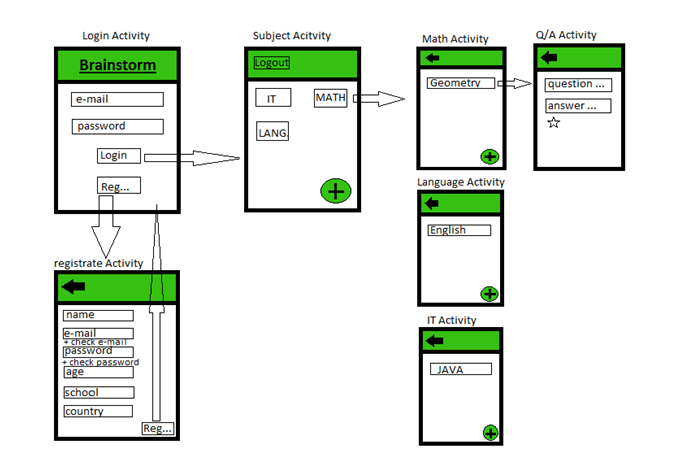 Login Activity
Brainstorm
e-mail
password
Login
Reg...
Subject Acitvity
Logout
IT
MATH
LANG
Math Activity
Geometry
Q/A Activity
question ...
answer ...
Language Activity
English
IT Activity
JAVA
registrate Activity
name
e-mail
+ check e-mail
password
+ check password
age
school
country
Reg...